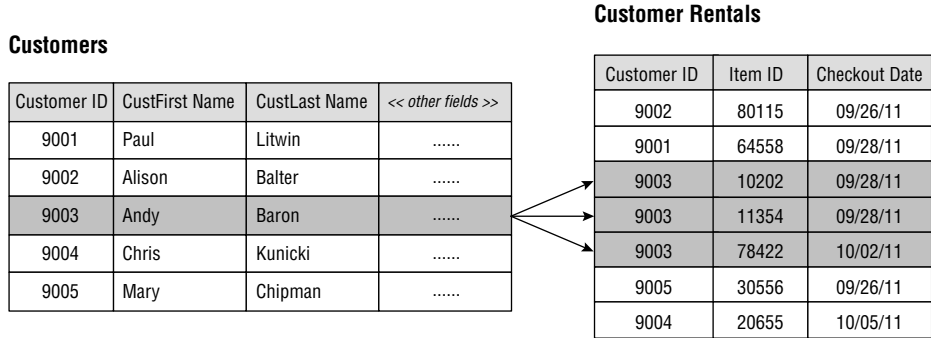 Customer Rentals
Customers
Customer ID CustFirst Name CustLast Name << other fields >>
9001 Paul Litwin ......
9002 Alison Balter ......
9003 Andy Baron ......
9004 Chris Kunicki ......
9005 Mary Chipman ......
Customer ID Item ID Checkout Date
9002 80115 09/26/11
9001 64558 09/28/11
9003 10202 09/28/11
9003 11354 09/28/11
9003 78422 10/02/11
9005 30556 09/26/11
9004 20655 10/05/11